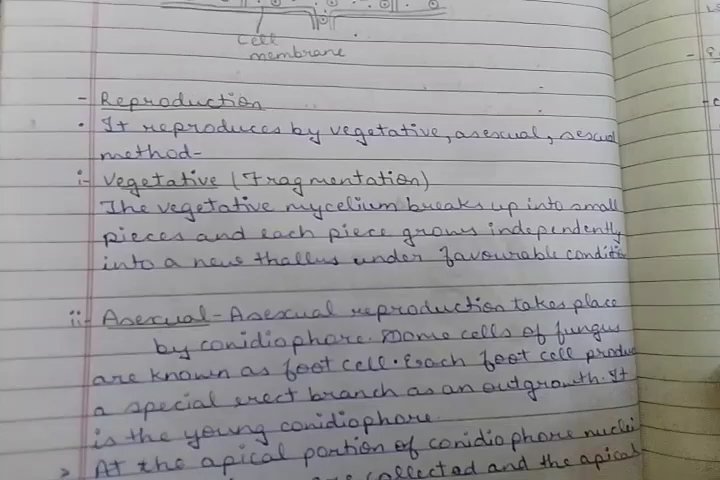 cell
membrane
- Reproduction
• It reproduces by vegetative, asexual, sexual
method-
i:- Vegetative (Fragmentation)
The vegetative mycelium breaks up into small
pieces and each piece grows independently
into a new thallus under favourable conditio
ii:- Asexual - Asexual reproduction takes place
by conidiophore. Some cells of fungus
are known as foot cell. Each foot cell produce
a special erect branch as an outgrowth. It
is the young conidiophore.
> At the apical portion of conidiophore nuclei
are collected and the apical